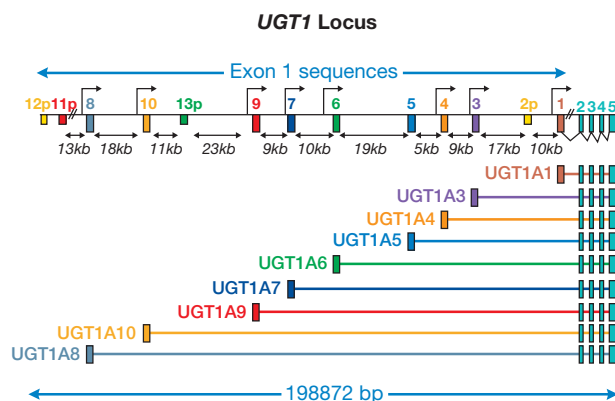 UGT1 Locus
Exon 1 sequences
12p 11p 8 10 13p 9 7 6 5 4 3 2p 1 2 3 4 5
13kb 18kb 11kb 23kb 9kb 10kb 19kb 5kb 9kb 17kb 10kb
UGT1A1
UGT1A3
UGT1A4
UGT1A5
UGT1A6
UGT1A7
UGT1A9
UGT1A10
UGT1A8
198872 bp